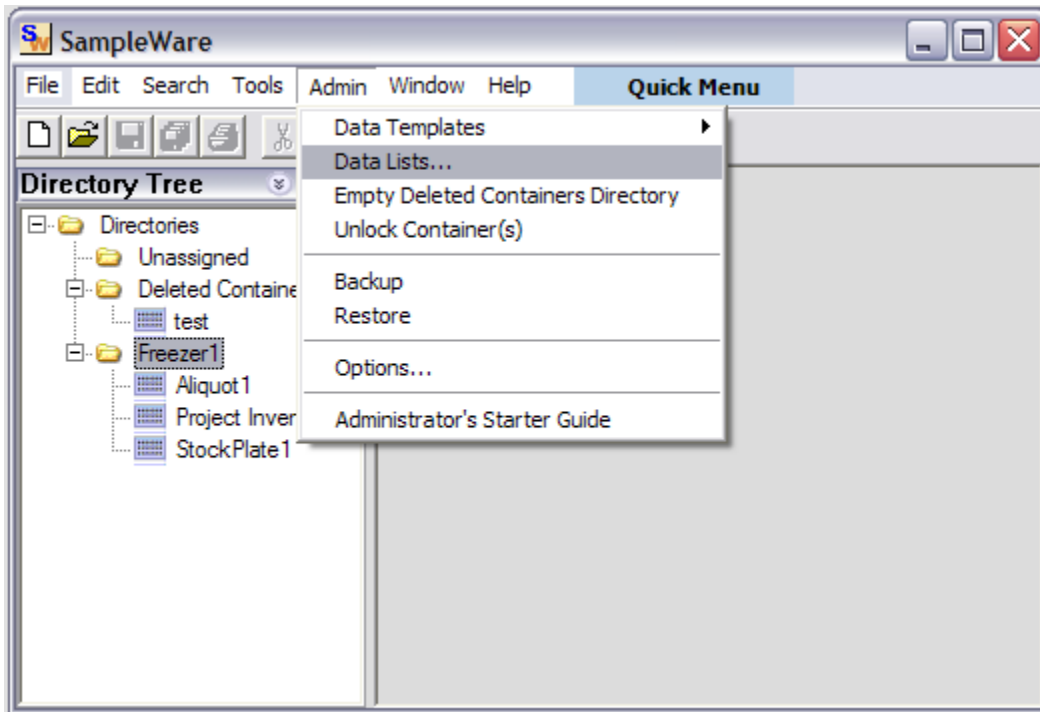 SampleWare
File Edit Search Tools Admin Window Help Quick Menu
Data Templates
Data Lists...
Empty Deleted Containers Directory
Unlock Container(s)
Backup
Restore
Options...
Administrator's Starter Guide
Directory Tree
Directories
Unassigned
Deleted Containe
test
Freezer1
Aliquot1
Project Inver
StockPlate1